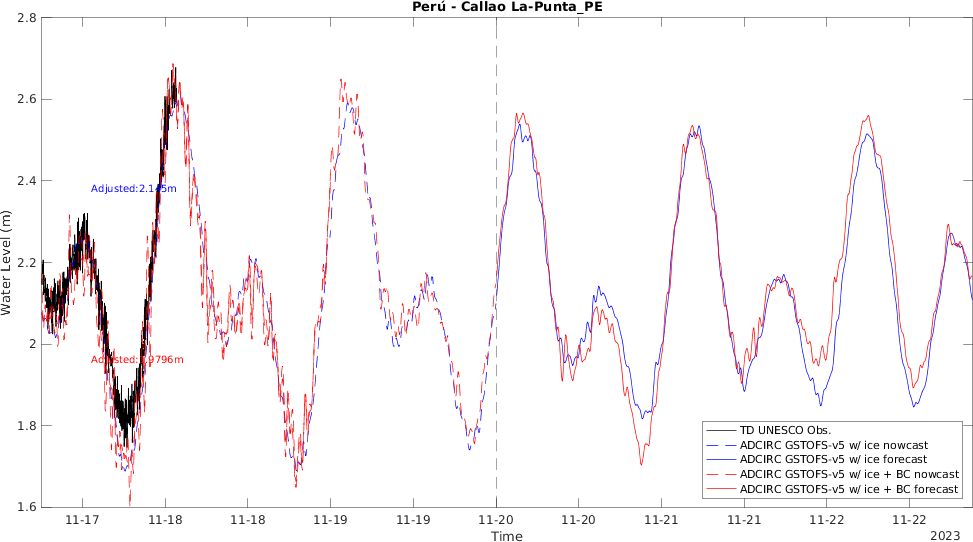 Perú - Callao La-Punta_PE
2.8
2.6
2.4
2.2
2
1.8
1.6
Water Level (m)
Adjusted:2.145m
Adjusted:1.9796m
TD UNESCO Obs.
ADCIRC GSTOFS-v5 w/ ice nowcast
ADCIRC GSTOFS-v5 w/ ice forecast
ADCIRC GSTOFS-v5 w/ ice + BC nowcast
ADCIRC GSTOFS-v5 w/ ice + BC forecast
11-17 11-18 11-18 11-19 11-19 11-20 11-20 11-21 11-21 11-22 11-22
Time
2023